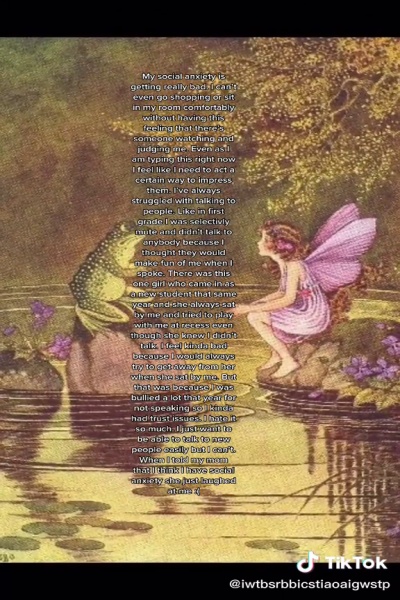 My social anxiety is
getting really bad. I can't
even go shopping or sit
in my room comfortably
without having this
feeling that there's
someone watching and
judging me. Even as I
am typing this right now
I feel like I need to act a
certain way to impress
them. I've always
struggled with talking to
people. Like in first
grade I was selectivly
mute and didn't talk to
anybody because I
thought they would
make fun of me when I
spoke. There was this
one girl who came in as
a new student that same
year and she always sat
by me and tried to play
with me at recess even
though she knew I didn't
talk. I feel kinda bad
because I would always
try to get away from her
when she sat by me. But
that was because I was
bullied a lot that year for
not speaking so I kinda
had trust issues. I hate it
so much. I just want to
be able to talk to new
people easily but I can't.
When I told my mom
that I think I have social
anxiety she just laughed
at me :(
TikTok
@iwtbsrbbicstiaoaigwstp